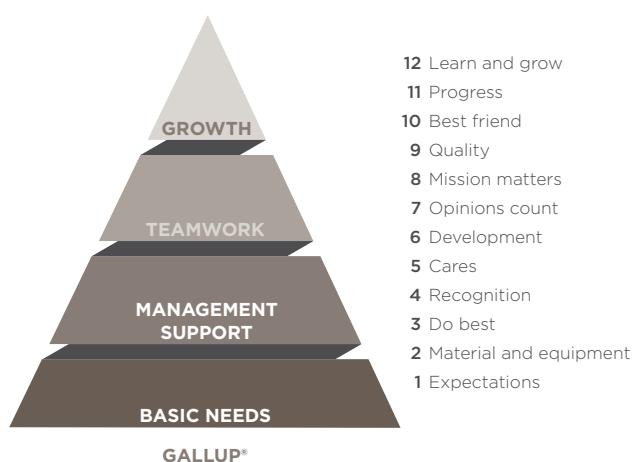 GROWTH
TEAMWORK
MANAGEMENT
SUPPORT
BASIC NEEDS
GALLUP®
12 Learn and grow
11 Progress
10 Best friend
9 Quality
8 Mission matters
7 Opinions count
6 Development
5 Cares
4 Recognition
3 Do best
2 Material and equipment
1 Expectations